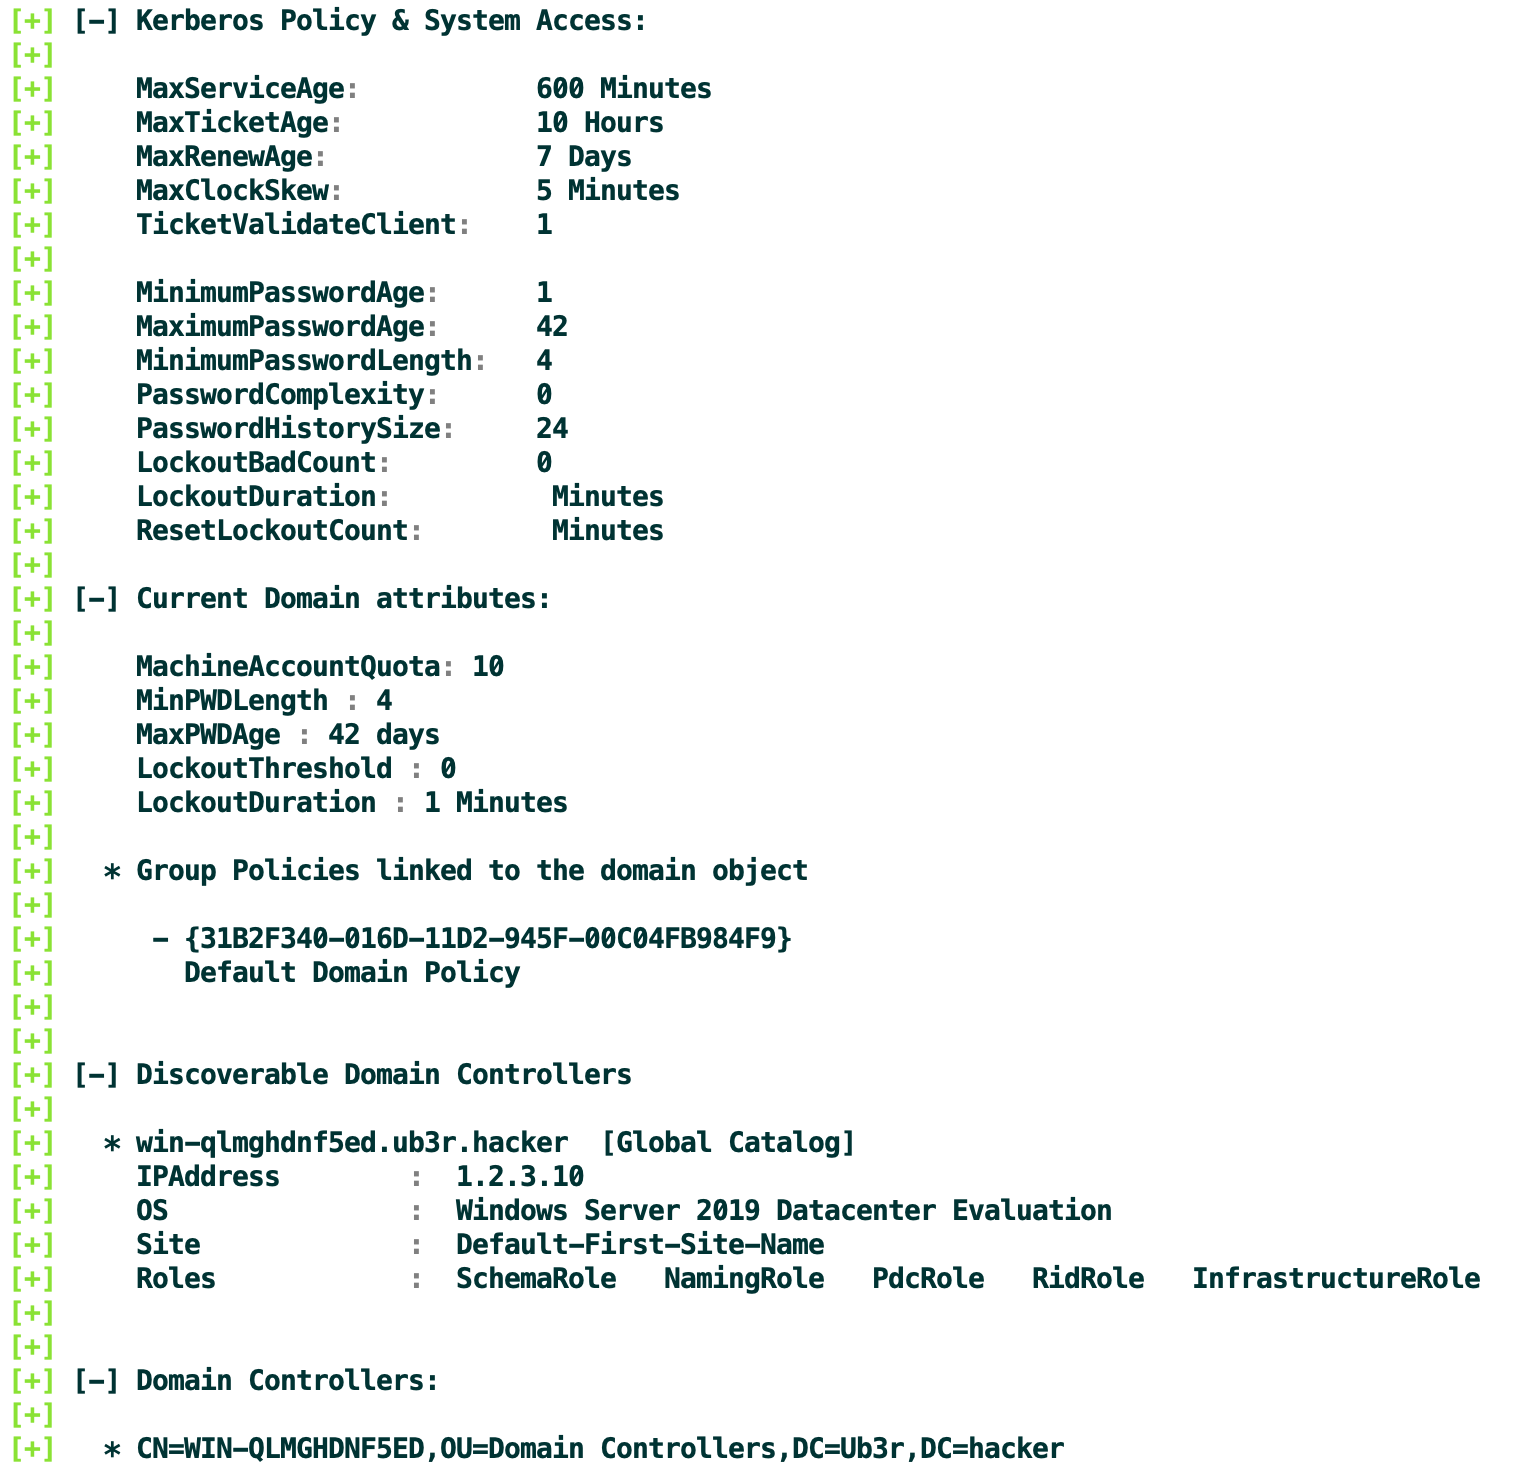 [+] [-] Kerberos Policy & System Access:
[+]
[+] MaxServiceAge: 600 Minutes
[+] MaxTicketAge: 10 Hours
[+] MaxRenewAge: 7 Days
[+] MaxClockSkew: 5 Minutes
[+] TicketValidateClient: 1
[+]
[+] MinimumPasswordAge: 1
[+] MaximumPasswordAge: 42
[+] MinimumPasswordLength: 4
[+] PasswordComplexity: 0
[+] PasswordHistorySize: 24
[+] LockoutBadCount: 0
[+] LockoutDuration: Minutes
[+] ResetLockoutCount: Minutes
[+]
[+] [-] Current Domain attributes:
[+]
[+] MachineAccountQuota: 10
[+] MinPWDLength : 4
[+] MaxPWDAge : 42 days
[+] LockoutThreshold : 0
[+] LockoutDuration : 1 Minutes
[+]
[+] * Group Policies linked to the domain object
[+]
[+] - {31B2F340-016D-11D2-945F-00C04FB984F9}
[+] Default Domain Policy
[+]
[+]
[+] [-] Discoverable Domain Controllers
[+]
[+] * win-qlmghdnf5ed.ub3r.hacker [Global Catalog]
[+] IPAddress : 1.2.3.10
[+] OS : Windows Server 2019 Datacenter Evaluation
[+] Site : Default-First-Site-Name
[+] Roles : SchemaRole NamingRole PdcRole RidRole InfrastructureRole
[+]
[+]
[+] [-] Domain Controllers:
[+]
[+] * CN=WIN-QLMGHDNF5ED,OU=Domain Controllers,DC=Ub3r,DC=hacker